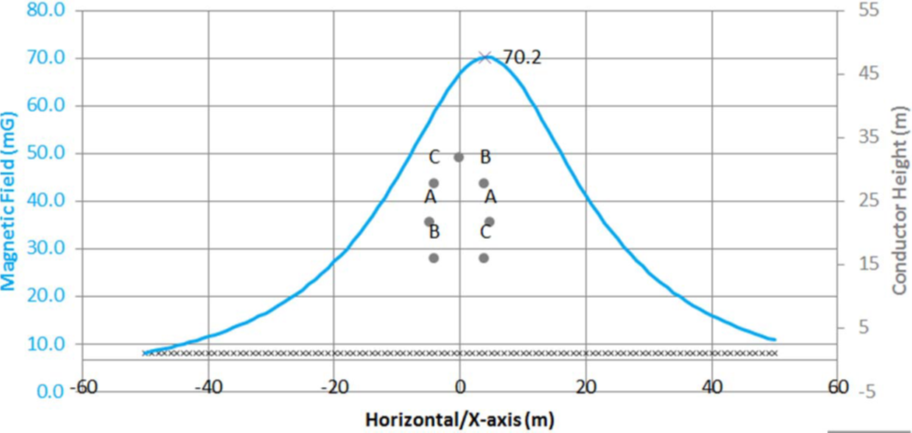 80.0 55
70.0 70.2 45
60.0
50.0 C B 35
40.0 A A 25
B C
30.0
20.0 15
10.0 5
0.0 -60 -40 -20 0 20 40 60 -5
Magnetic Field (mG)
Conductor Height (m)
Horizontal/X-axis (m)